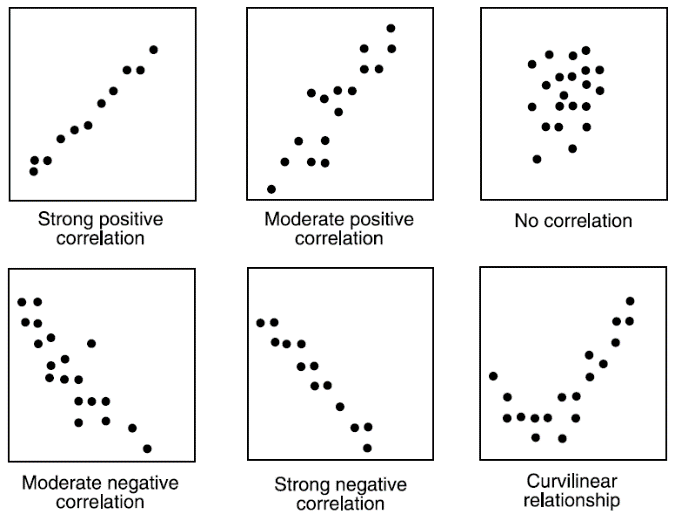 Strong positive
correlation
Moderate positive
correlation
No correlation
Moderate negative
correlation
Strong negative
correlation
Curvilinear
relationship